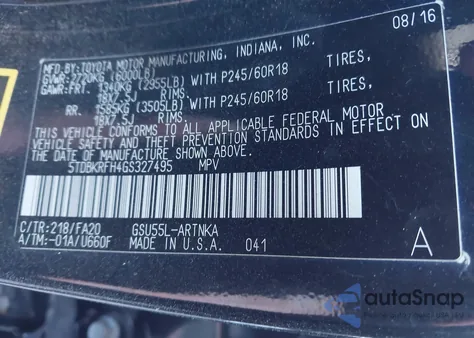 08/16
MFD.BY:TOYOTA MOTOR MANUFACTURING, INDIANA, INC.
GVWR:2720KG (6000LB)
GAWR:FRT. 1340KG (2955LB) WITH P245/60R18 TIRES,
18X7.5J RIMS.
RR. 1585KG (3505LB) WITH P245/60R18 TIRES,
18X7.5J RIMS.
THIS VEHICLE CONFORMS TO ALL APPLICABLE FEDERAL MOTOR
VEHICLE SAFETY AND THEFT PREVENTION STANDARDS IN EFFECT ON
THE DATE OF MANUFACTURE SHOWN ABOVE.
5TDBKRFH4GS327495 MPV
C/TR:218/FA20 GSU55L-ARTNKA
A/TM:-01A/U660F MADE IN U.S.A. 041
A
autoSnap